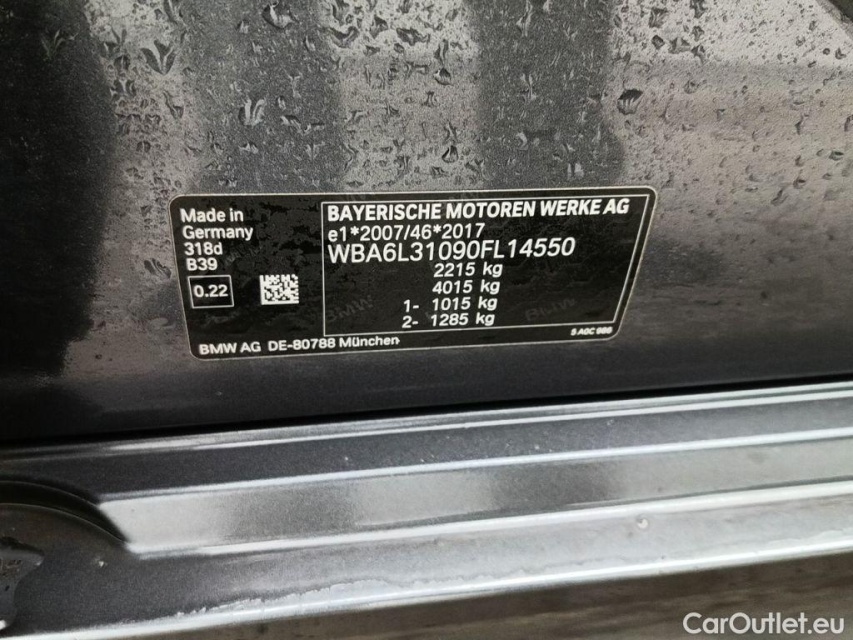 Made in
Germany
318d
B39
0.22
BAYERISCHE MOTOREN WERKE AG
e1*2007/46*2017
WBA6L31090FL14550
2215 kg
4015 kg
1- 1015 kg
2- 1285 kg
BMW AG DE-80788 München
CarOutlet.eu